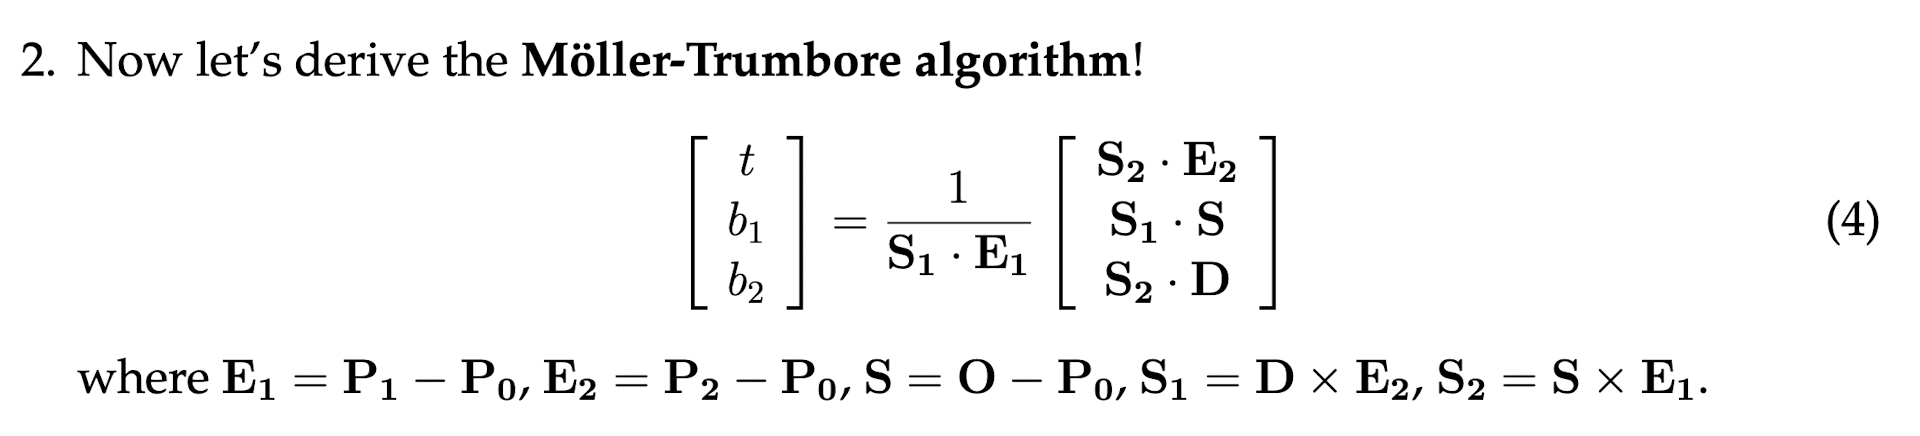 2. Now let's derive the Möller-Trumbore algorithm!
[ t b₁ b₂ ] = 1 / (S₁ · E₁) [ S₂ · E₂ S₁ · S S₂ · D ] (4)
where E₁ = P₁ − P₀, E₂ = P₂ − P₀, S = O − P₀, S₁ = D × E₂, S₂ = S × E₁.